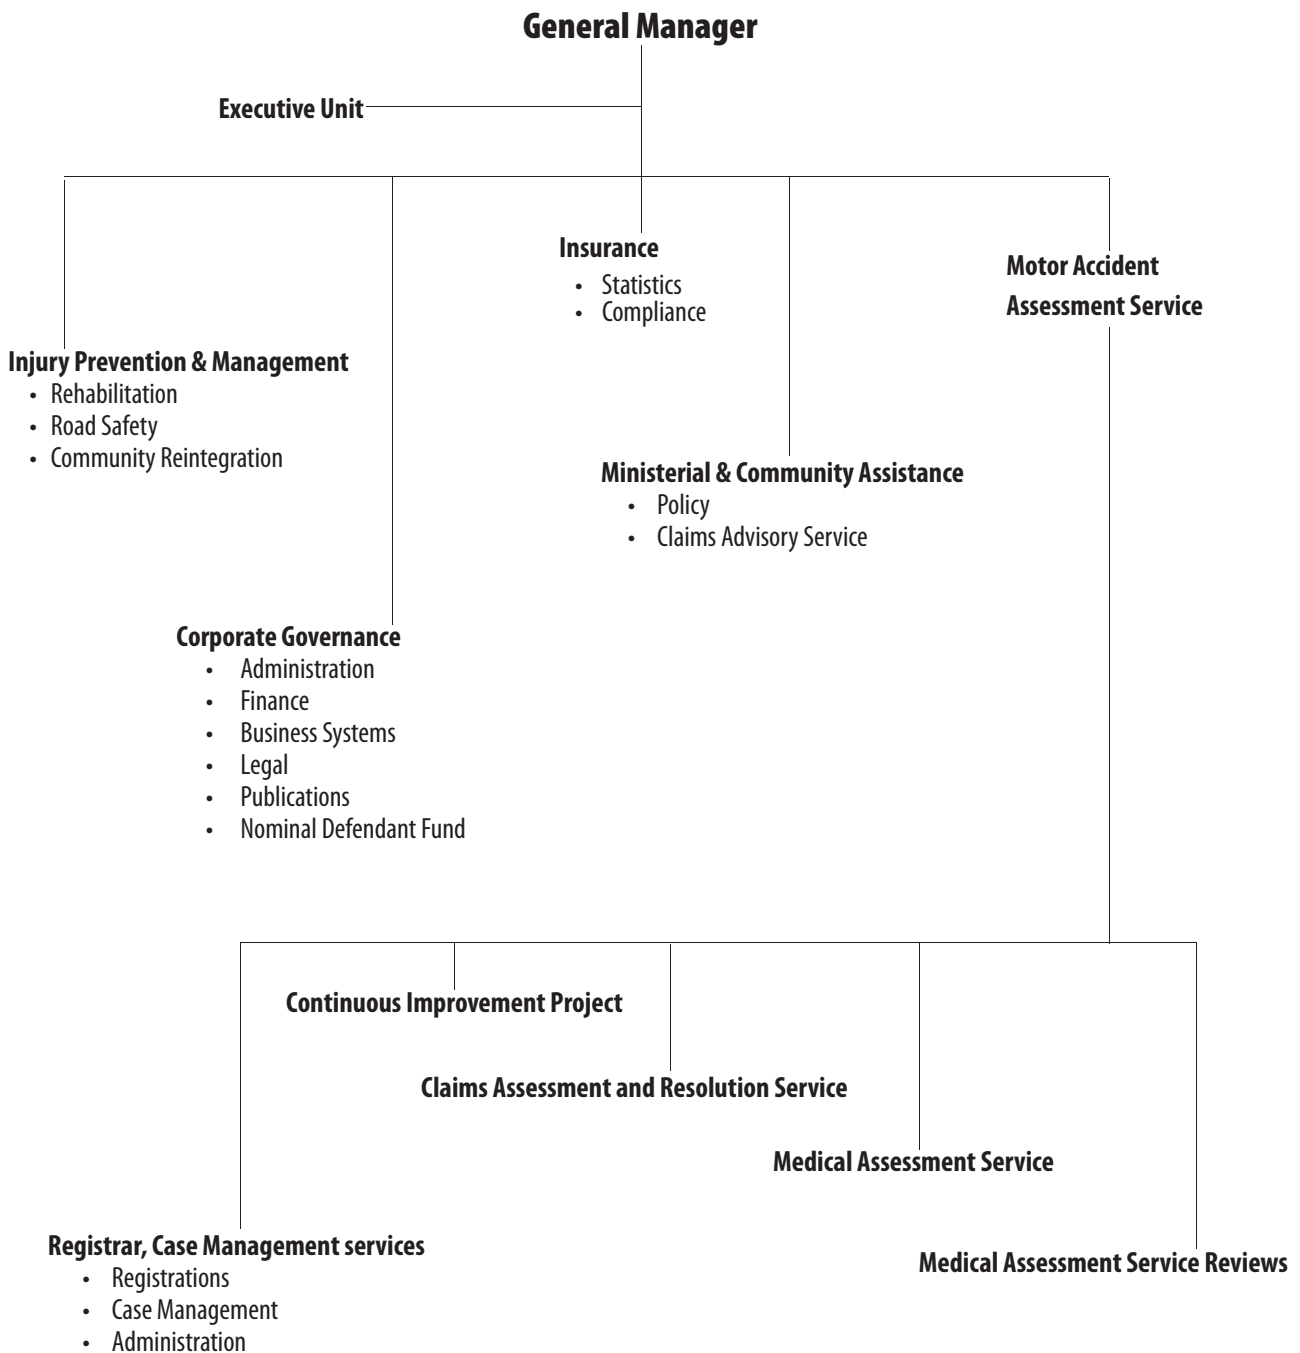 General Manager
Executive Unit
Insurance
• Statistics
• Compliance
Motor Accident
Assessment Service
Injury Prevention & Management
• Rehabilitation
• Road Safety
• Community Reintegration
Ministerial & Community Assistance
• Policy
• Claims Advisory Service
Corporate Governance
• Administration
• Finance
• Business Systems
• Legal
• Publications
• Nominal Defendant Fund
Continuous Improvement Project
Claims Assessment and Resolution Service
Medical Assessment Service
Registrar, Case Management services
• Registrations
• Case Management
• Administration
Medical Assessment Service Reviews